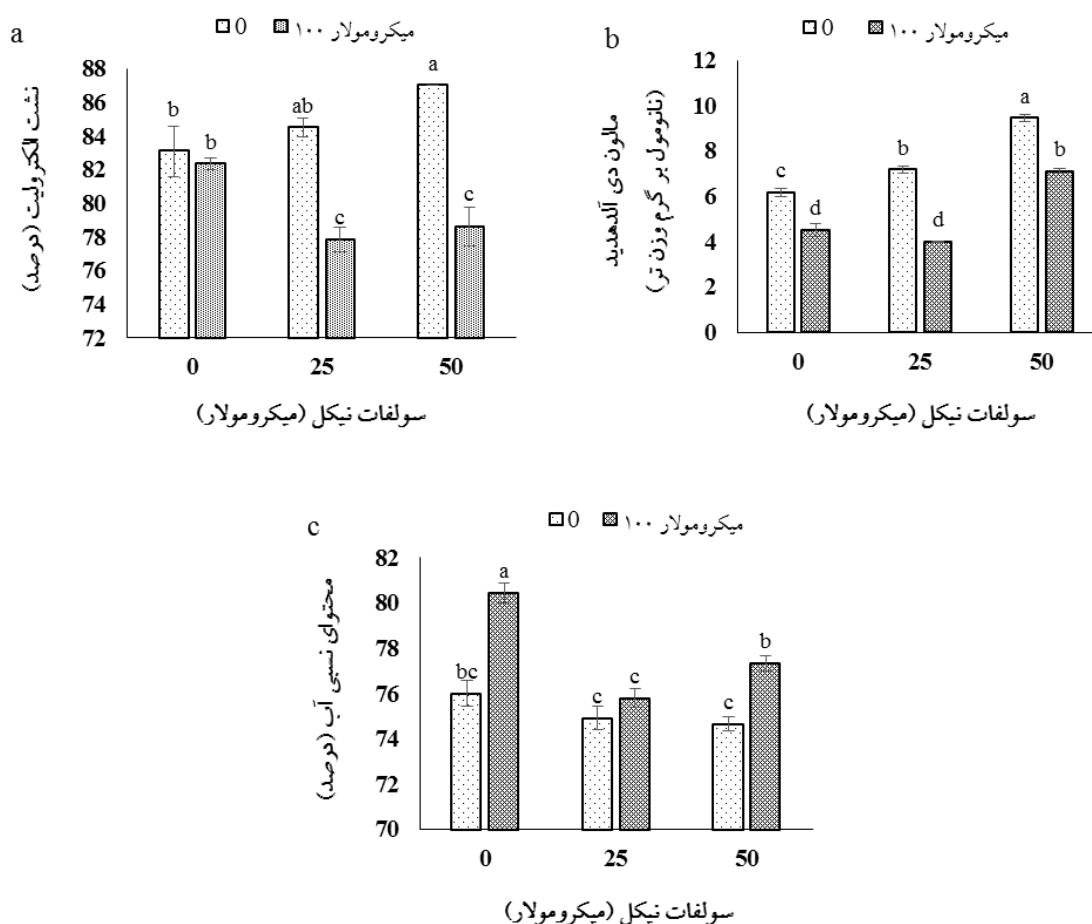 a
0 ۱۰۰ میکرومولار
نشت الکترولیت (درصد)
88
86
84
82
80
78
76
74
72
b
b
ab
c
a
c
0 25 50
سولفات نیکل (میکرومولار)
b
0 ۱۰۰ میکرومولار
مالون دی آلدهدید
(نانومول بر گرم وزن تر)
12
10
8
6
4
2
0
c
d
b
d
a
b
0 25 50
سولفات نیکل (میکرومولار)
c
0 ۱۰۰ میکرومولار
محتوای نسبی آب (درصد)
82
80
78
76
74
72
70
bc
a
c
c
c
b
0 25 50
سولفات نیکل (میکرومولار)